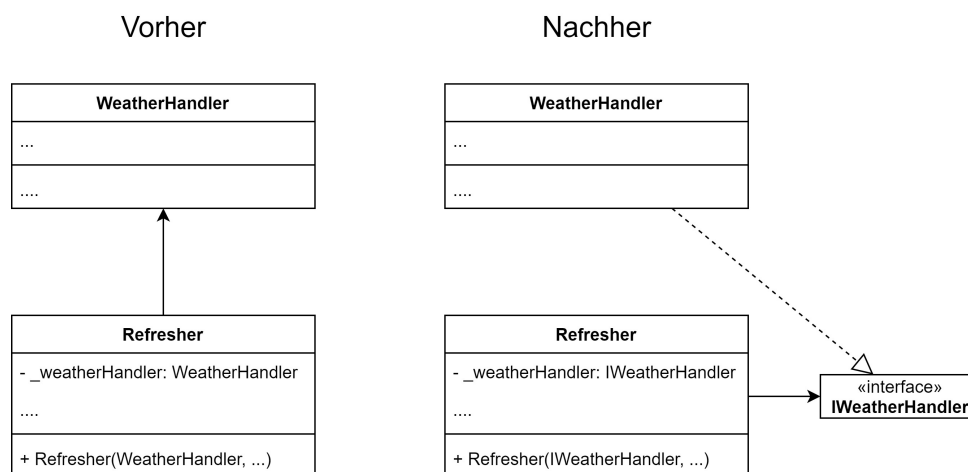 Vorher
WeatherHandler
...
....
Refresher
- _weatherHandler: WeatherHandler
....
+ Refresher(WeatherHandler, ...)
Nachher
WeatherHandler
...
....
Refresher
- _weatherHandler: IWeatherHandler
....
+ Refresher(IWeatherHandler, ...)
«interface»
IWeatherHandler